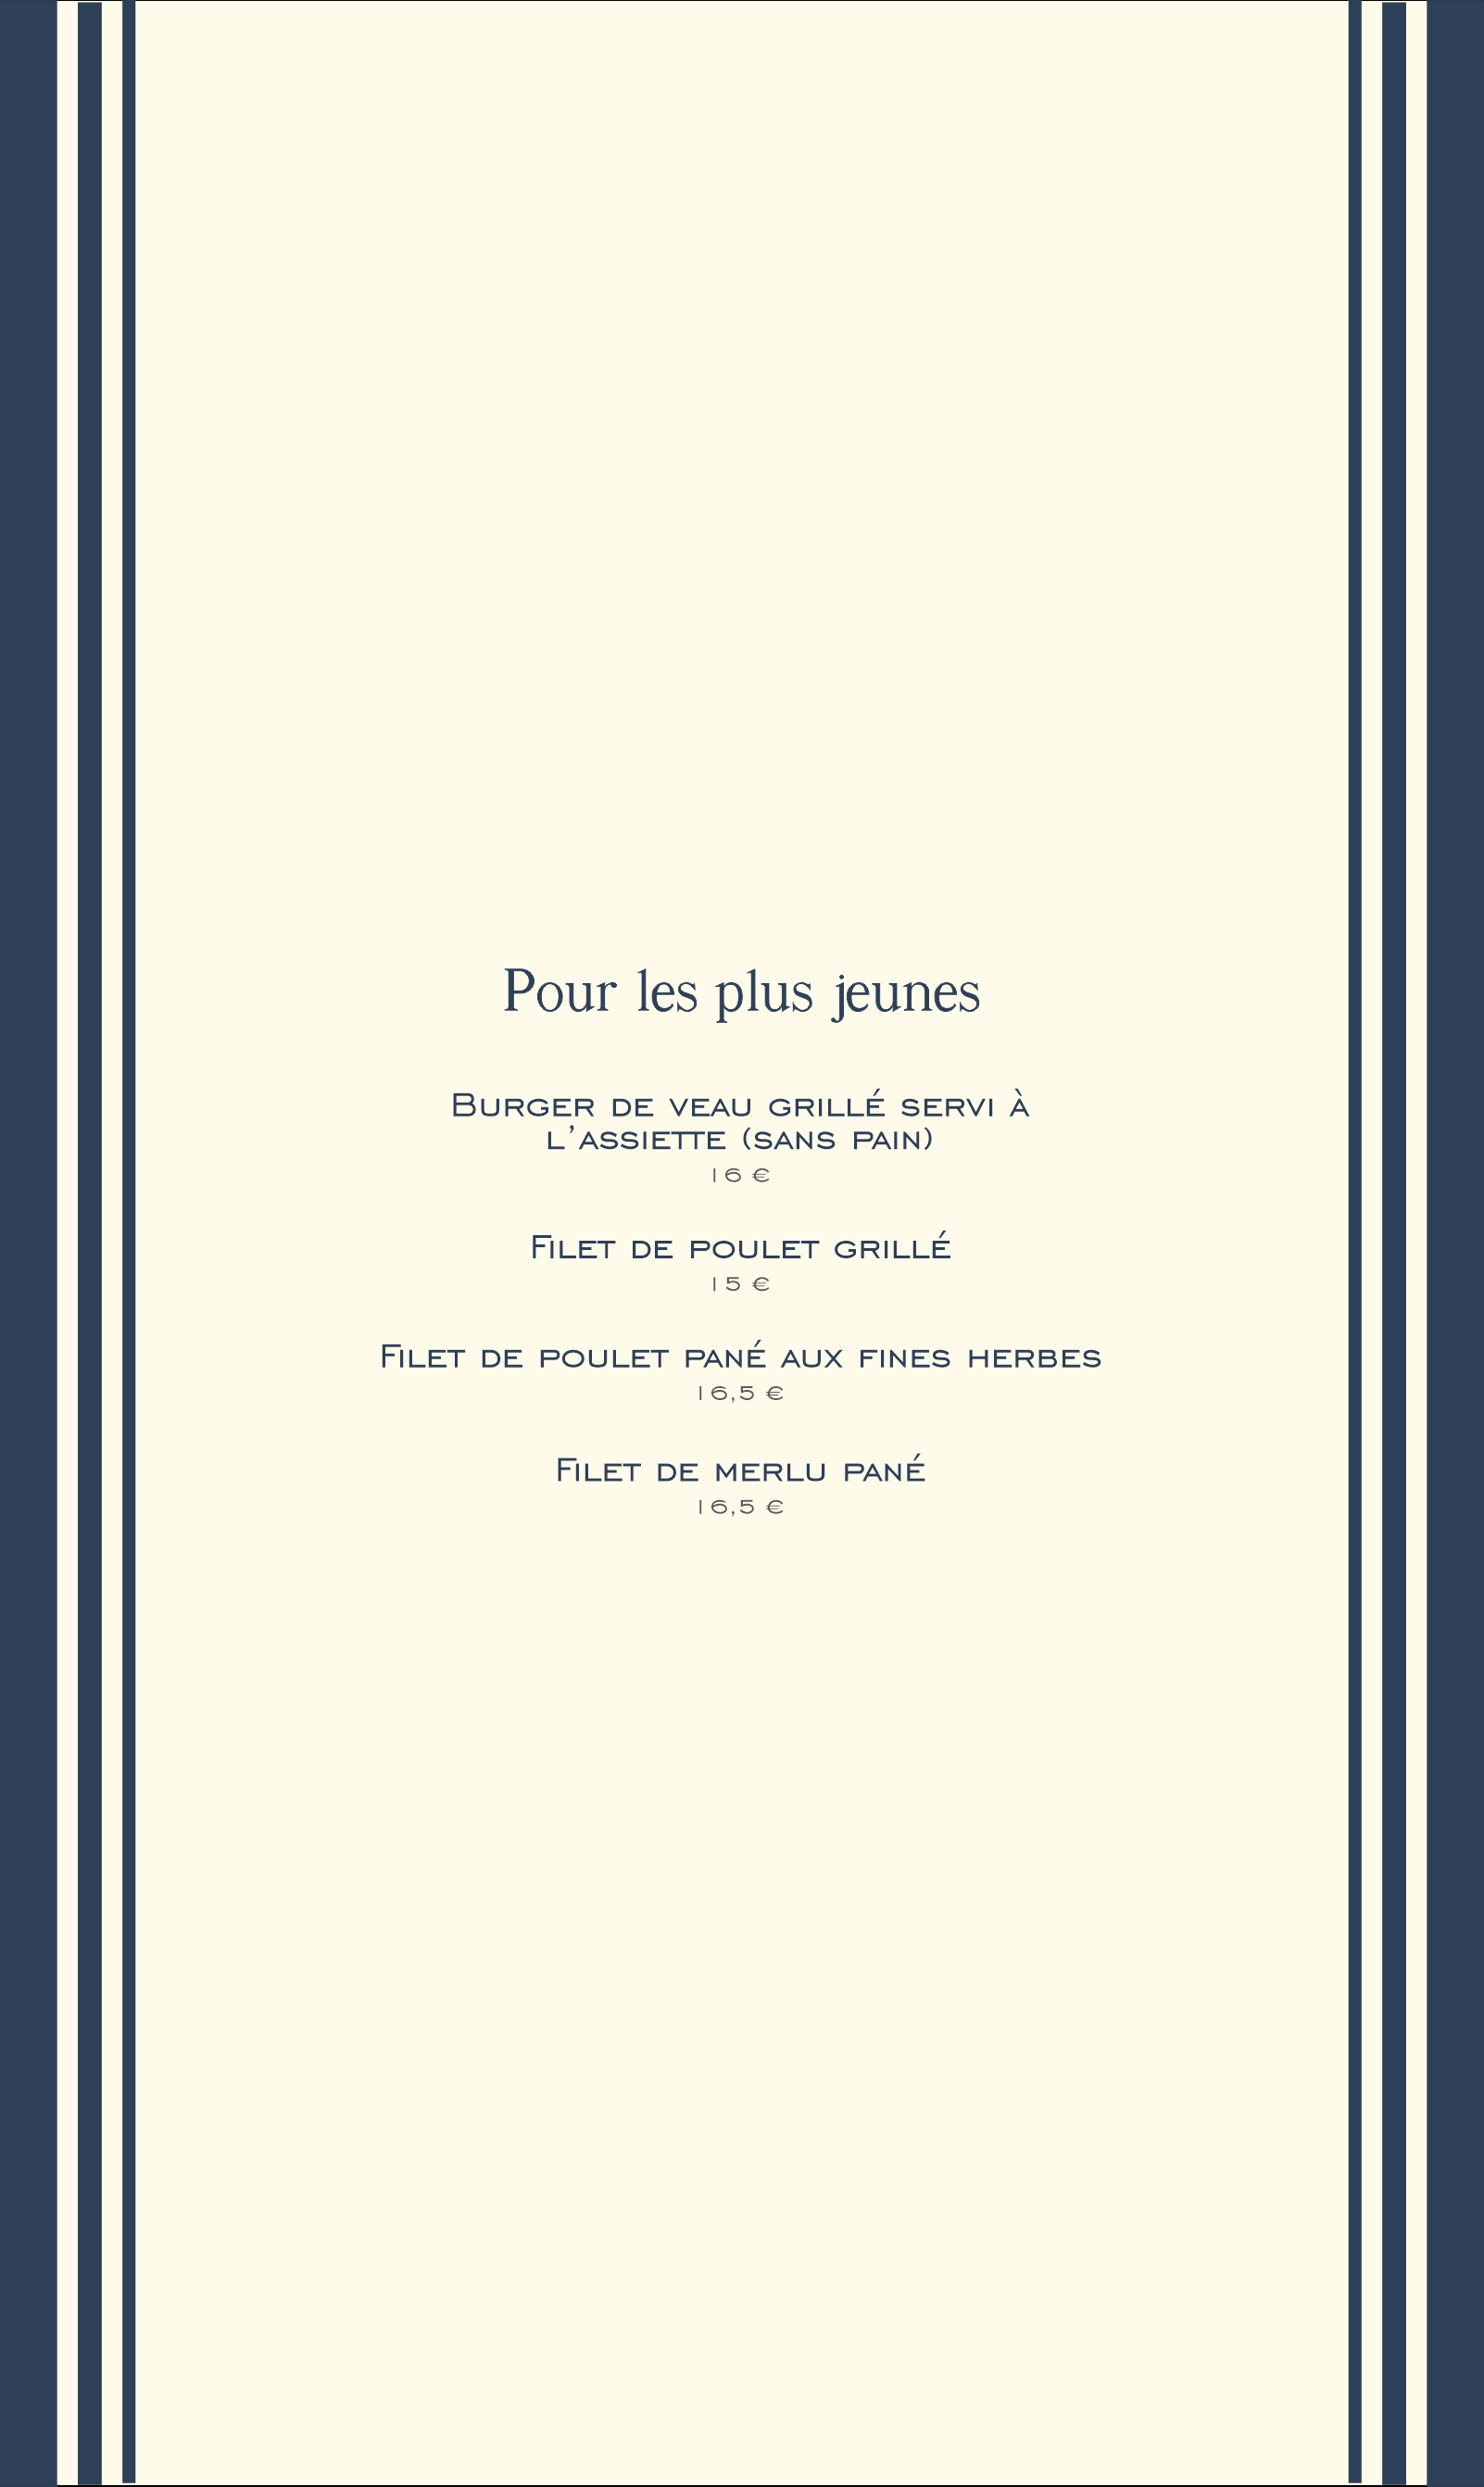 Pour les plus jeunes
Burger de veau grillé servi à
l'assiette (sans pain)
16 €
Filet de poulet grillé
15 €
Filet de poulet pané aux fines herbes
16,5 €
Filet de merlu pané
16,5 €